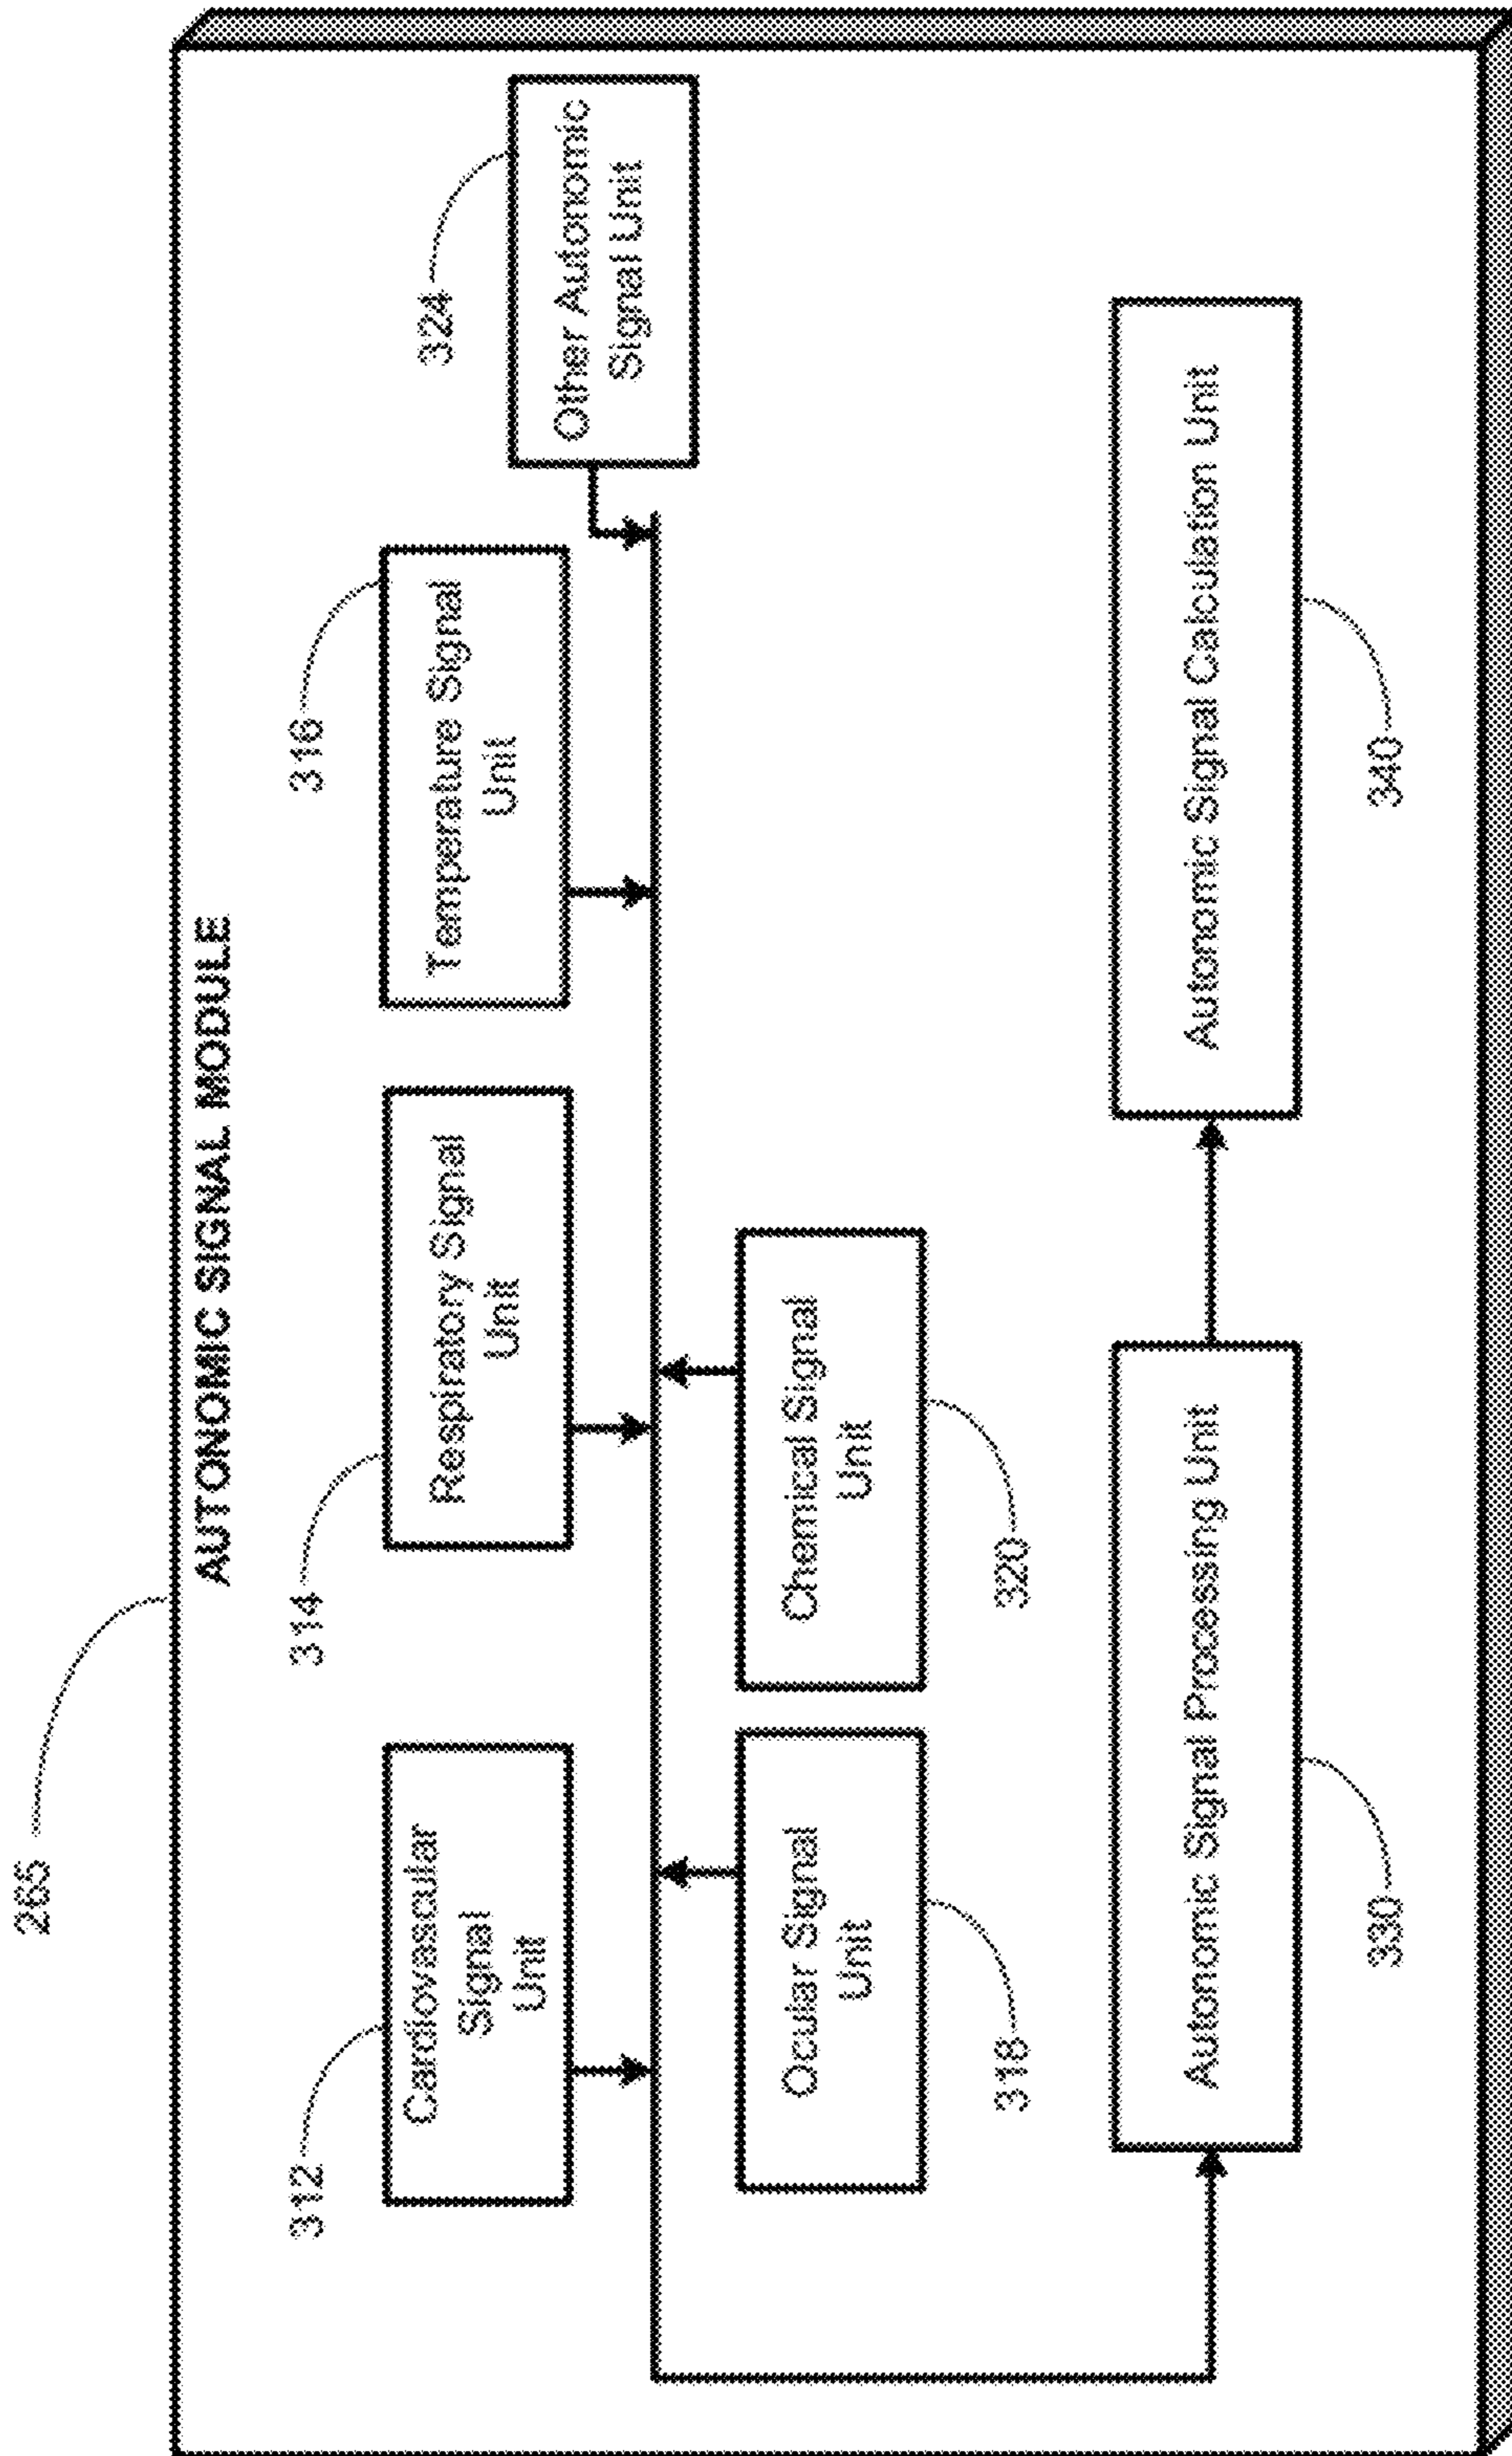 265
AUTONOMIC SIGNAL MODULE
312
Cardiovascular
Signal
Unit
314
Respiratory Signal
Unit
316
Temperature Signal
Unit
324
Other Autonomic
Signal Unit
Ocular Signal
Unit
318
Chemical Signal
Unit
320
Autonomic Signal Processing Unit
330
Autonomic Signal Calculation Unit
340